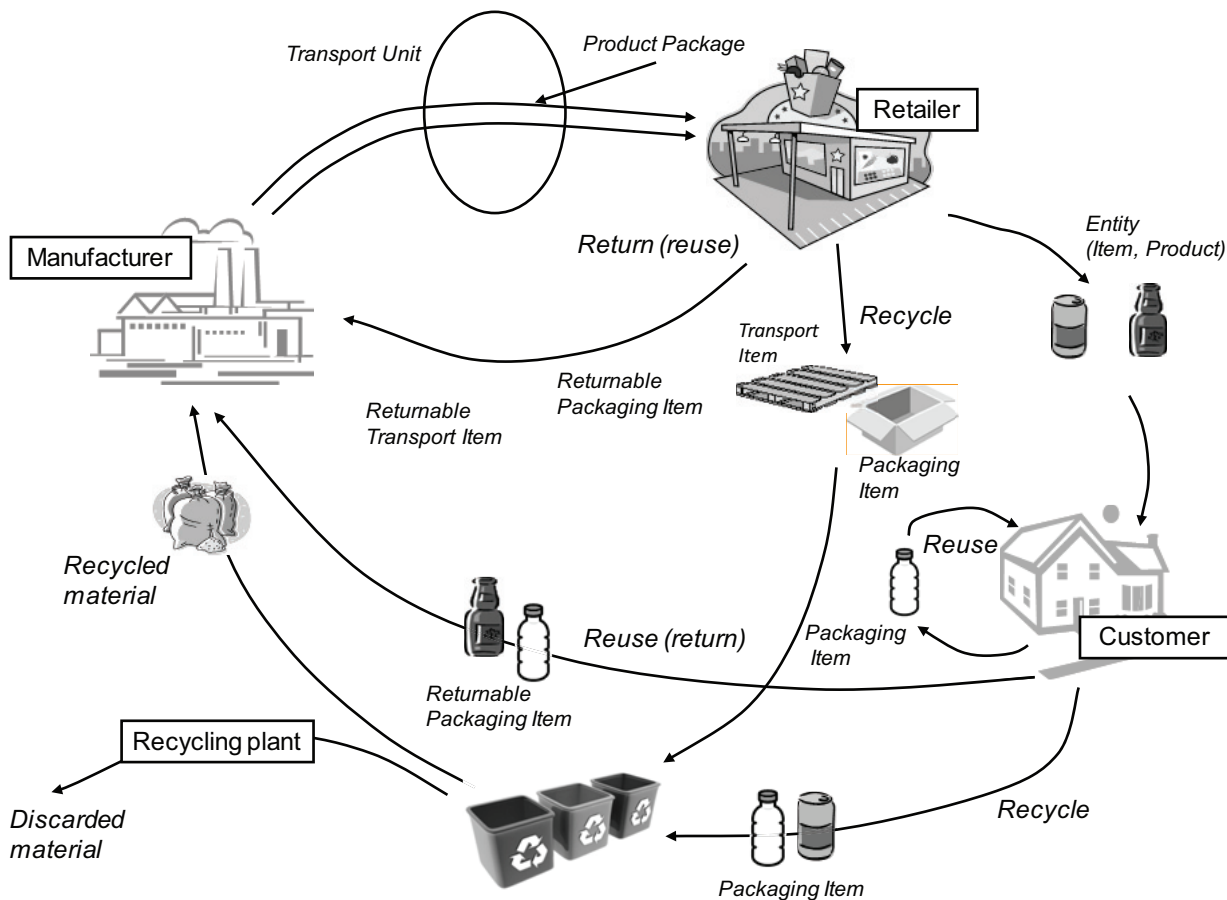 Transport Unit
Product Package
Retailer
Manufacturer
Return (reuse)
Entity
(Item, Product)
Recycle
Transport
Item
Returnable
Packaging Item
Returnable
Transport Item
Packaging
Item
Recycled
material
Reuse
Packaging
Item
Customer
Reuse (return)
Returnable
Packaging Item
Recycling plant
Discarded
material
Recycle
Packaging Item